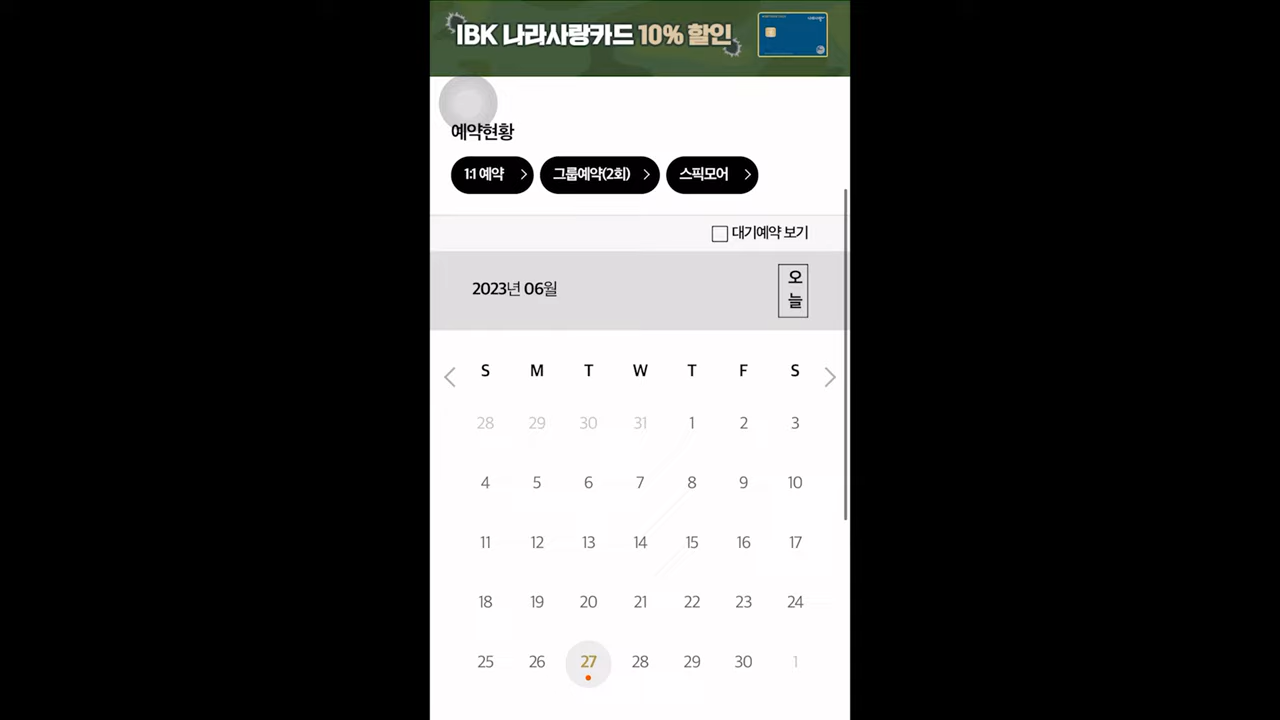 IBK 나라사랑카드 10% 할인
예약현황
1:1 예약 그룹예약(2회) 스픽모어
대기예약 보기
2023년 06월
오
늘
S M T W T F S
28 29 30 31 1 2 3
4 5 6 7 8 9 10
11 12 13 14 15 16 17
18 19 20 21 22 23 24
25 26 27 28 29 30 1